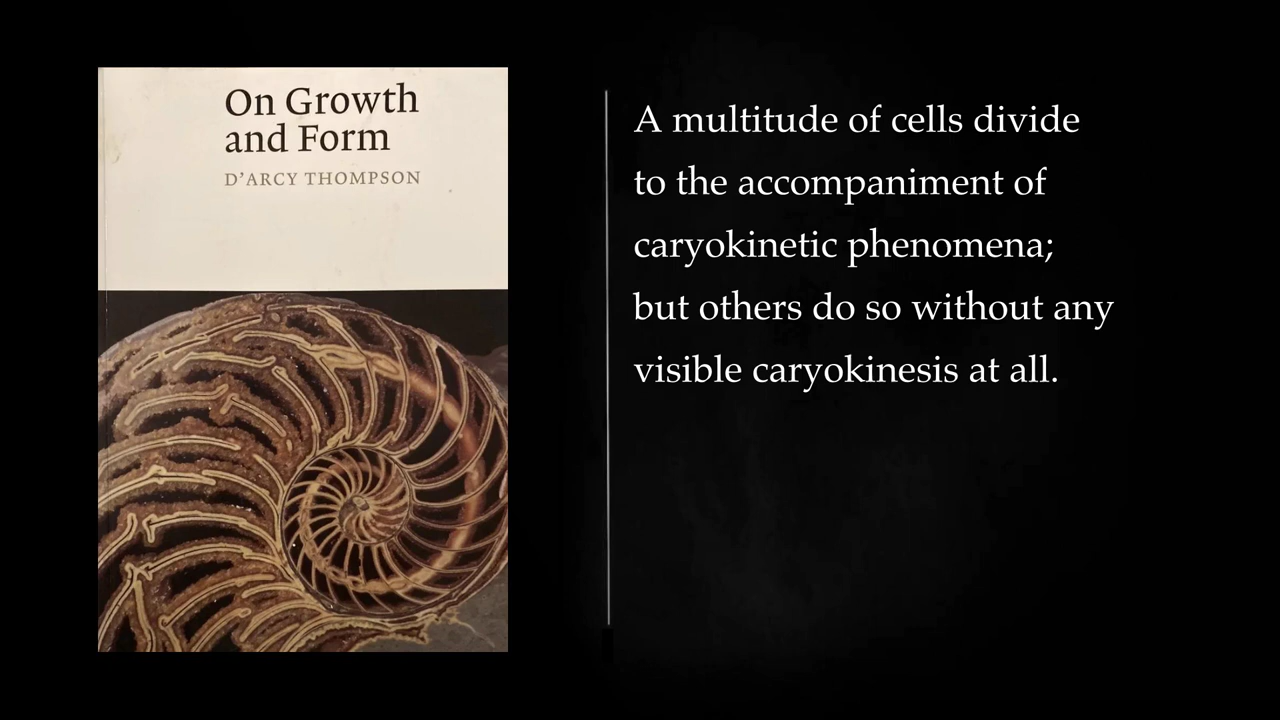 On Growth
and Form
D'ARCY THOMPSON
A multitude of cells divide
to the accompaniment of
caryokinetic phenomena;
but others do so without any
visible caryokinesis at all.